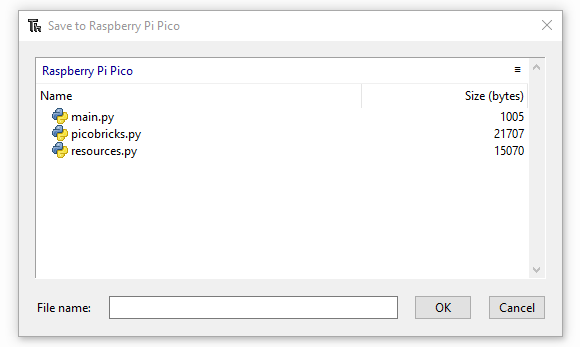 Save to Raspberry Pi Pico
Raspberry Pi Pico
Name Size (bytes)
main.py 1005
picobricks.py 21707
resources.py 15070
File name: OK Cancel